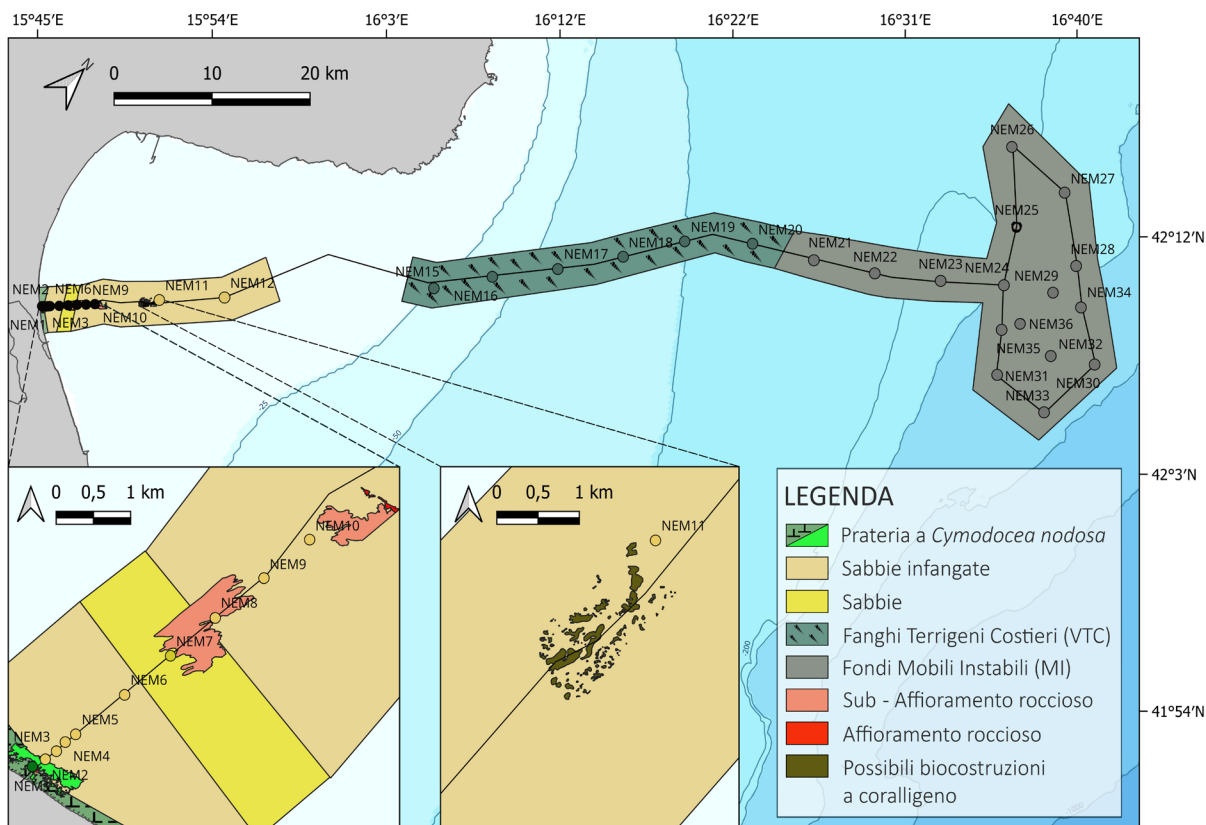 15°45'E
15°54'E
16°3'E
16°12'E
16°22'E
16°31'E
16°40'E
N
0
10
20 km
NEM26
NEM27
NEM25
42°12'N
NEM19
NEM20
NEM18
NEM21
NEM28
NEM17
NEM22
NEM15
NEM23
NEM24
NEM29
NEM2
NEM6
NEM9
NEM11
NEM12
NEM16
NEM34
NEM1
NEM3
NEM10
NEM36
NEM35
NEM32
NEM31
NEM30
NEM33
-25
-50
-200
42°3'N
0
0,5
1 km
NEM10
NEM9
NEM8
NEM7
NEM6
NEM5
NEM3
NEM4
NEM2
0
0,5
1 km
NEM11
LEGENDA
Prateria a Cymodocea nodosa
Sabbie infangate
Sabbie
Fanghi Terrigeni Costieri (VTC)
Fondi Mobili Instabili (MI)
Sub - Affioramento roccioso
Affioramento roccioso
Possibili biocostruzioni
a coralligeno
41°54'N
-1000